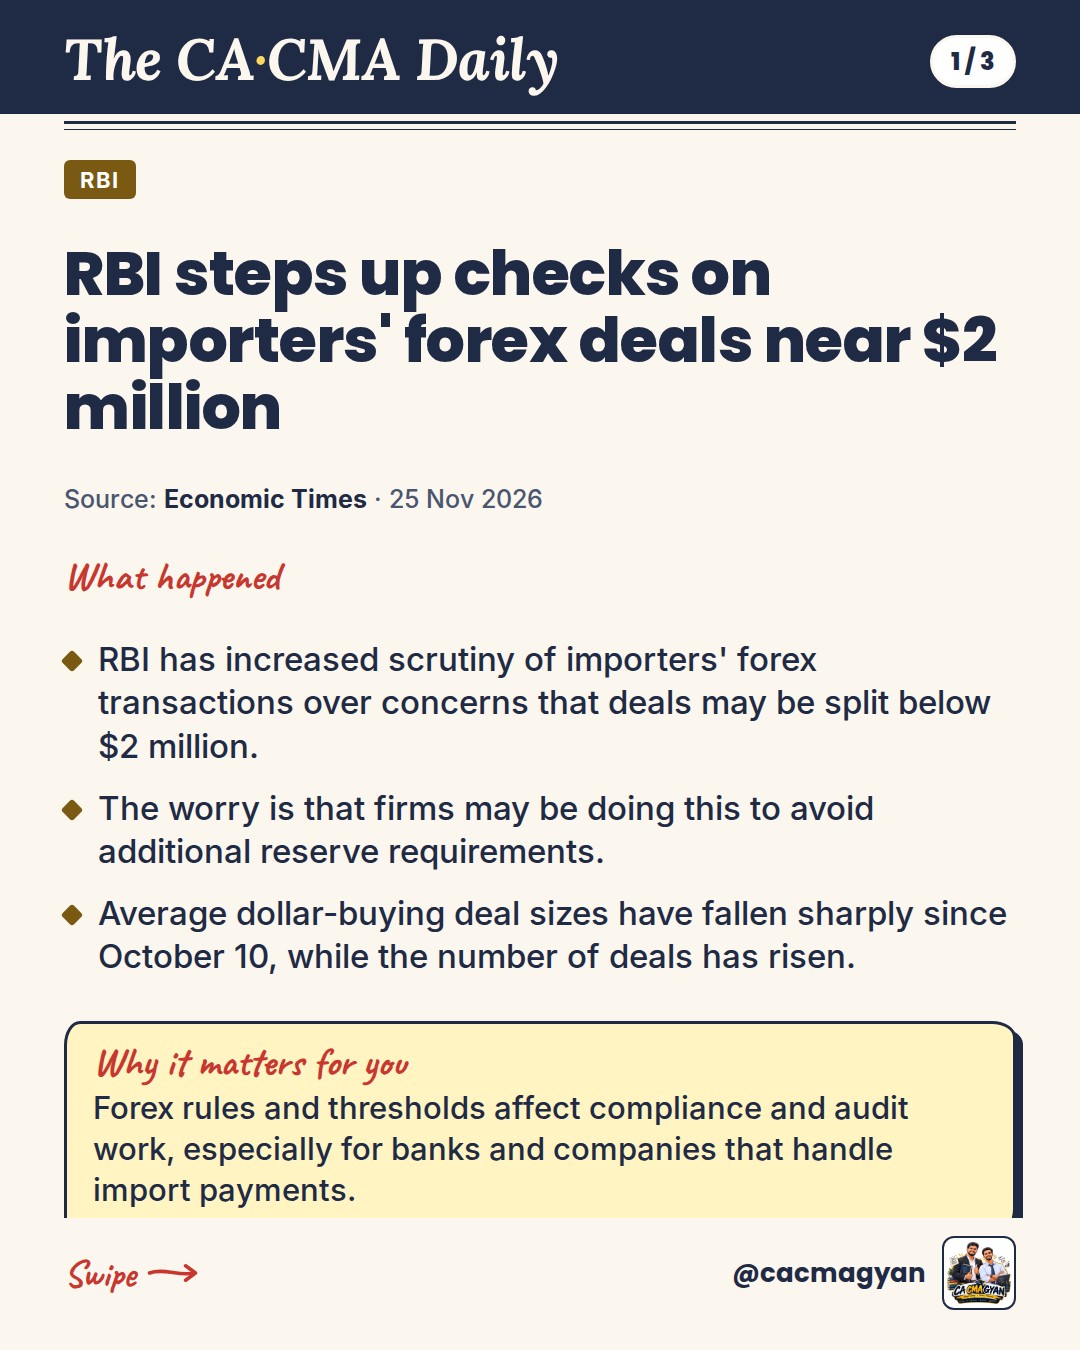 The CA·CMA Daily
1/3
RBI
RBI steps up checks on
importers' forex deals near $2
million
Source: Economic Times · 25 Nov 2026
What happened
RBI has increased scrutiny of importers' forex
transactions over concerns that deals may be split below
$2 million.
The worry is that firms may be doing this to avoid
additional reserve requirements.
Average dollar-buying deal sizes have fallen sharply since
October 10, while the number of deals has risen.
Why it matters for you
Forex rules and thresholds affect compliance and audit
work, especially for banks and companies that handle
import payments.
Swipe →
@cacmagyan
CA CMA GYAN